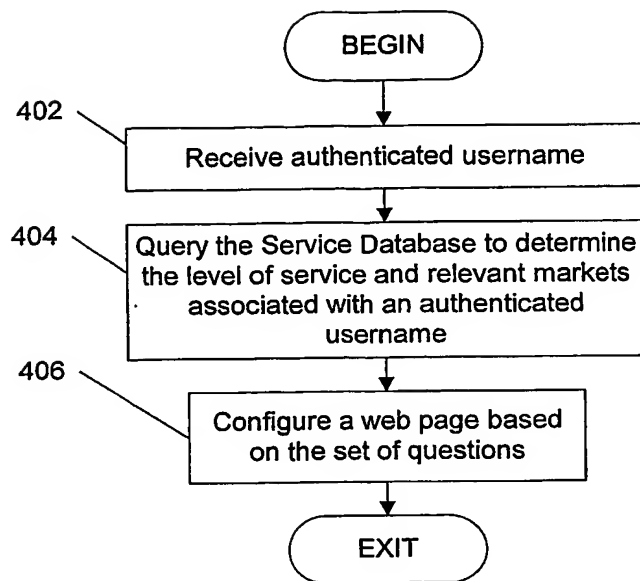 BEGIN
402
Receive authenticated username
404
Query the Service Database to determine
the level of service and relevant markets
associated with an authenticated
username
406
Configure a web page based
on the set of questions
EXIT